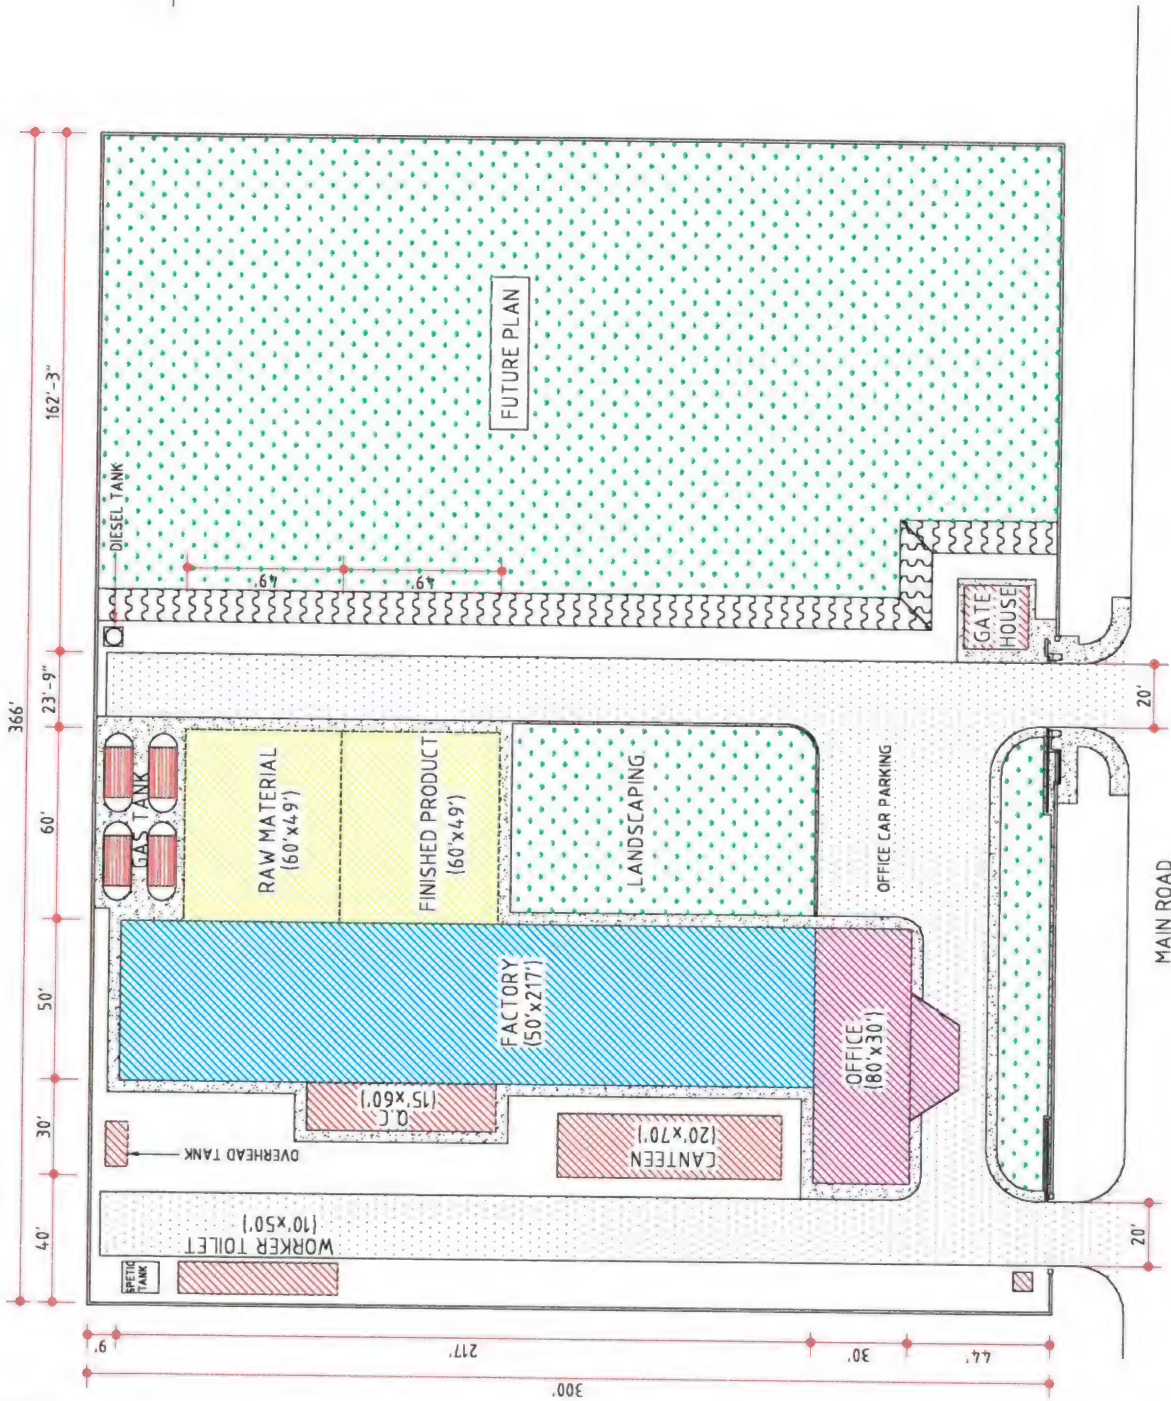 366'
162'-3"
23'-9"
60'
50'
30'
40'
DIESEL TANK
49'
49'
FUTURE PLAN
GAS TANK
RAW MATERIAL
(60'x49')
FINISHED PRODUCT
(60'x49')
LANDSCAPING
OFFICE CAR PARKING
GATE
HOUSE
20'
FACTORY
(50'x217')
OFFICE
(80'x30')
Q.C
(15'x60')
CANTEEN
(20'x70')
OVERHEAD TANK
WORKER TOILET
(10'x50')
SPETIC
TANK
MAIN ROAD
20'
9'
217'
30'
44'
300'